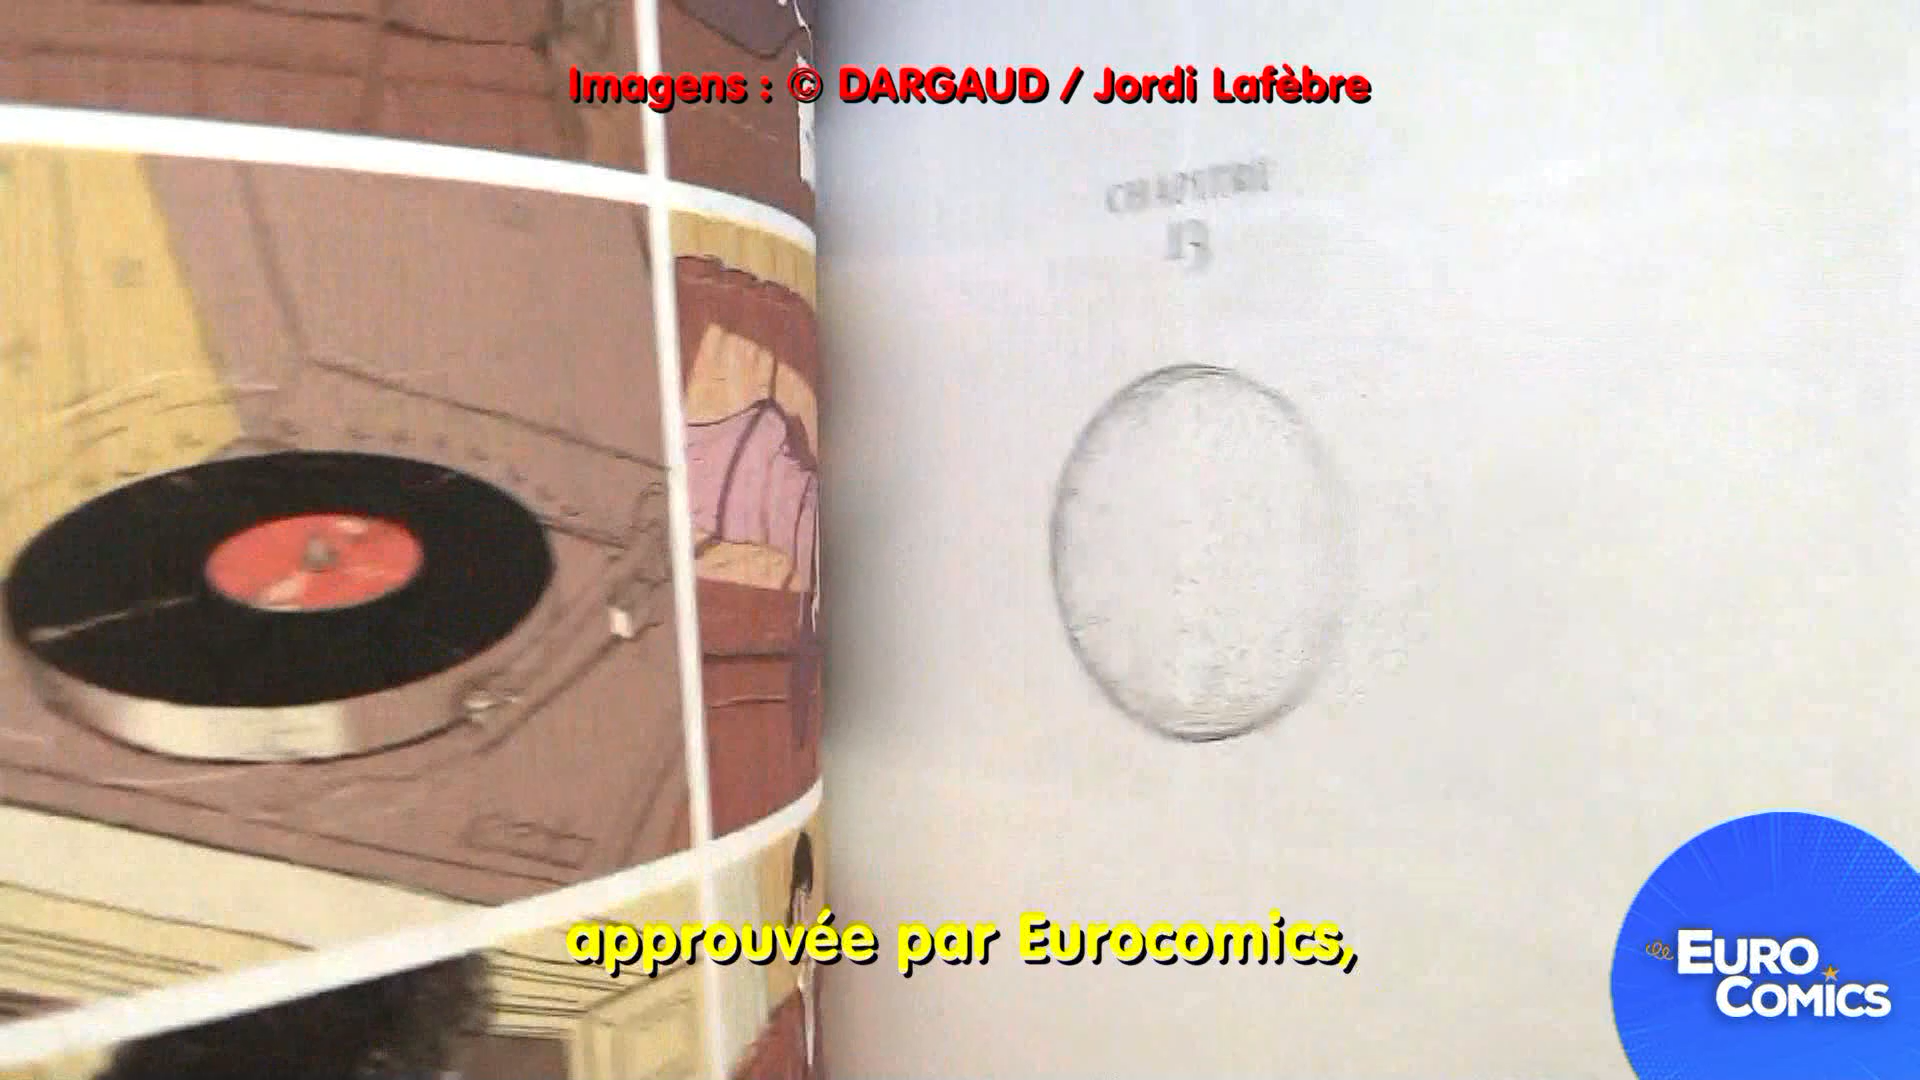 Imagens : © DARGAUD / Jordi Lafèbre
CHAPITRE
13
approuvée par Eurocomics,
EURO
COMICS